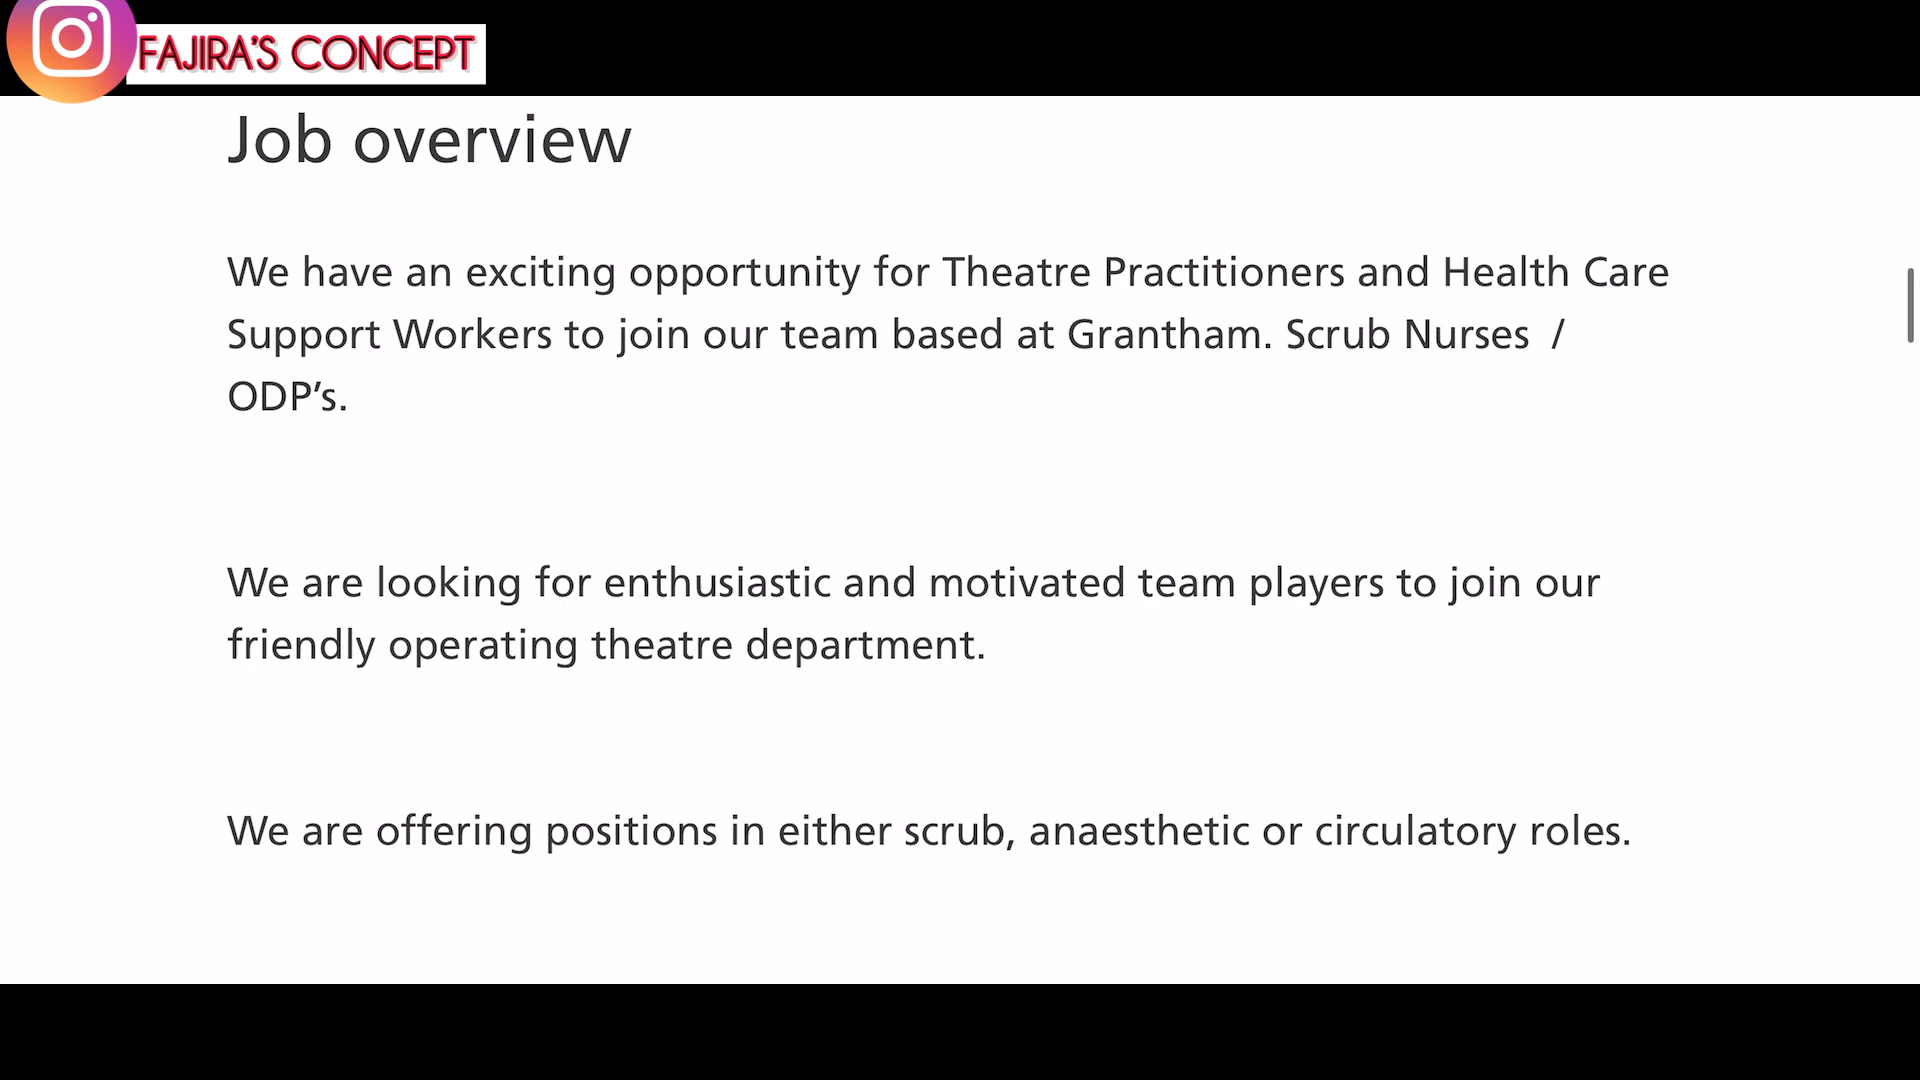 FAJIRA'S CONCEPT
Job overview
We have an exciting opportunity for Theatre Practitioners and Health Care
Support Workers to join our team based at Grantham. Scrub Nurses /
ODP’s.
We are looking for enthusiastic and motivated team players to join our
friendly operating theatre department.
We are offering positions in either scrub, anaesthetic or circulatory roles.